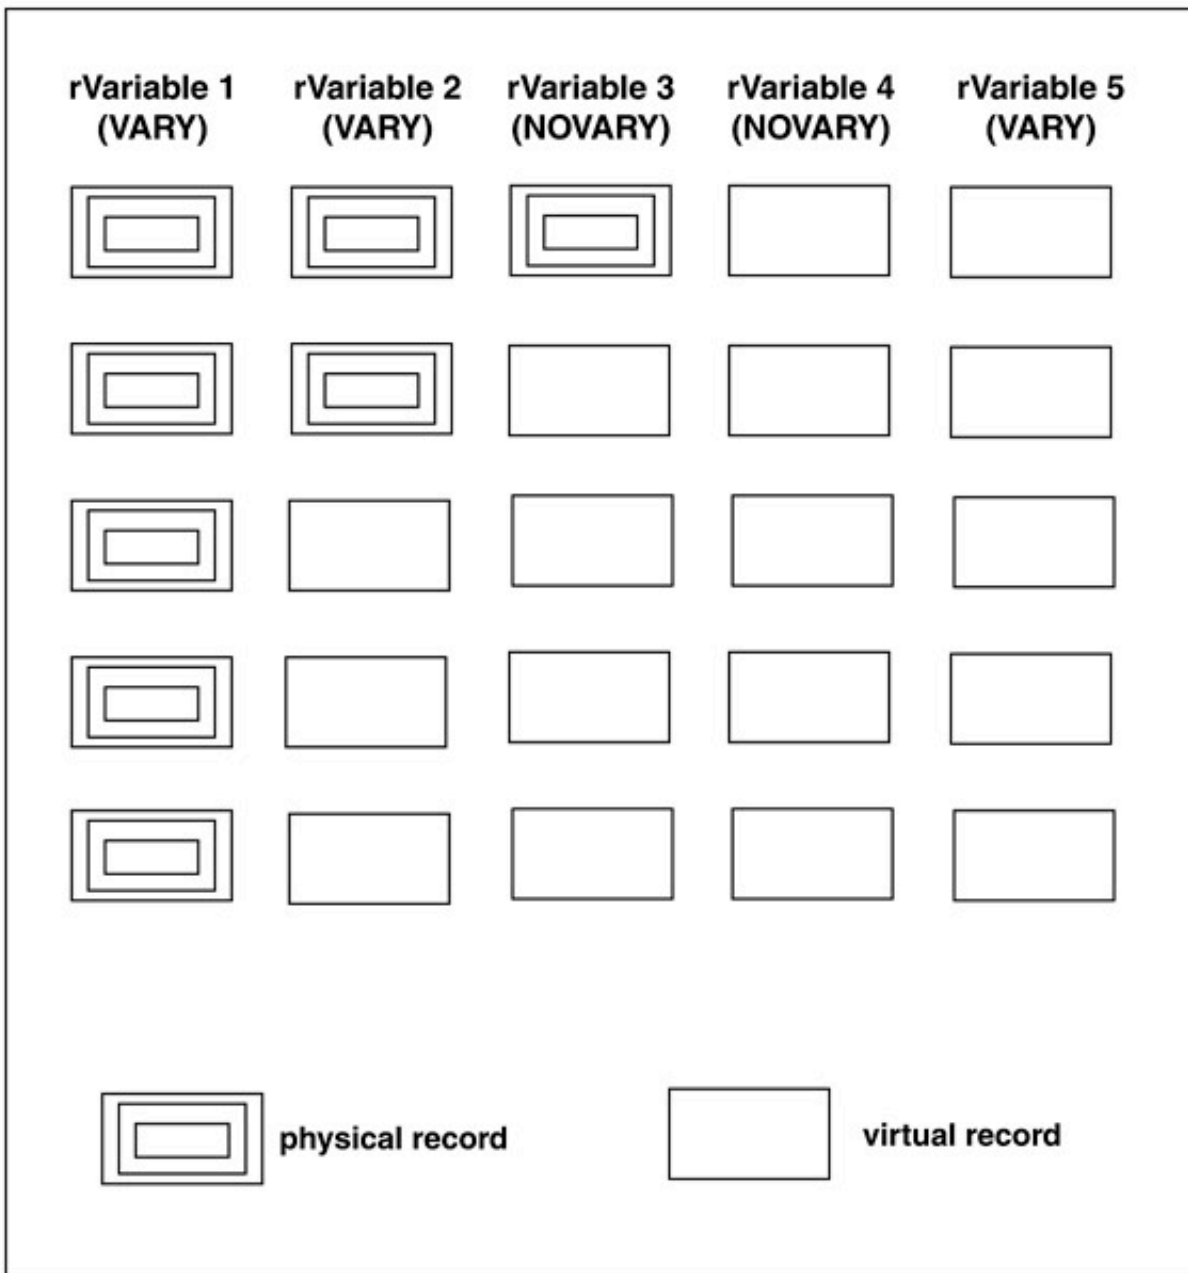 rVariable 1 rVariable 2 rVariable 3 rVariable 4 rVariable 5
(VARY) (VARY) (NOVARY) (NOVARY) (VARY)
physical record
virtual record